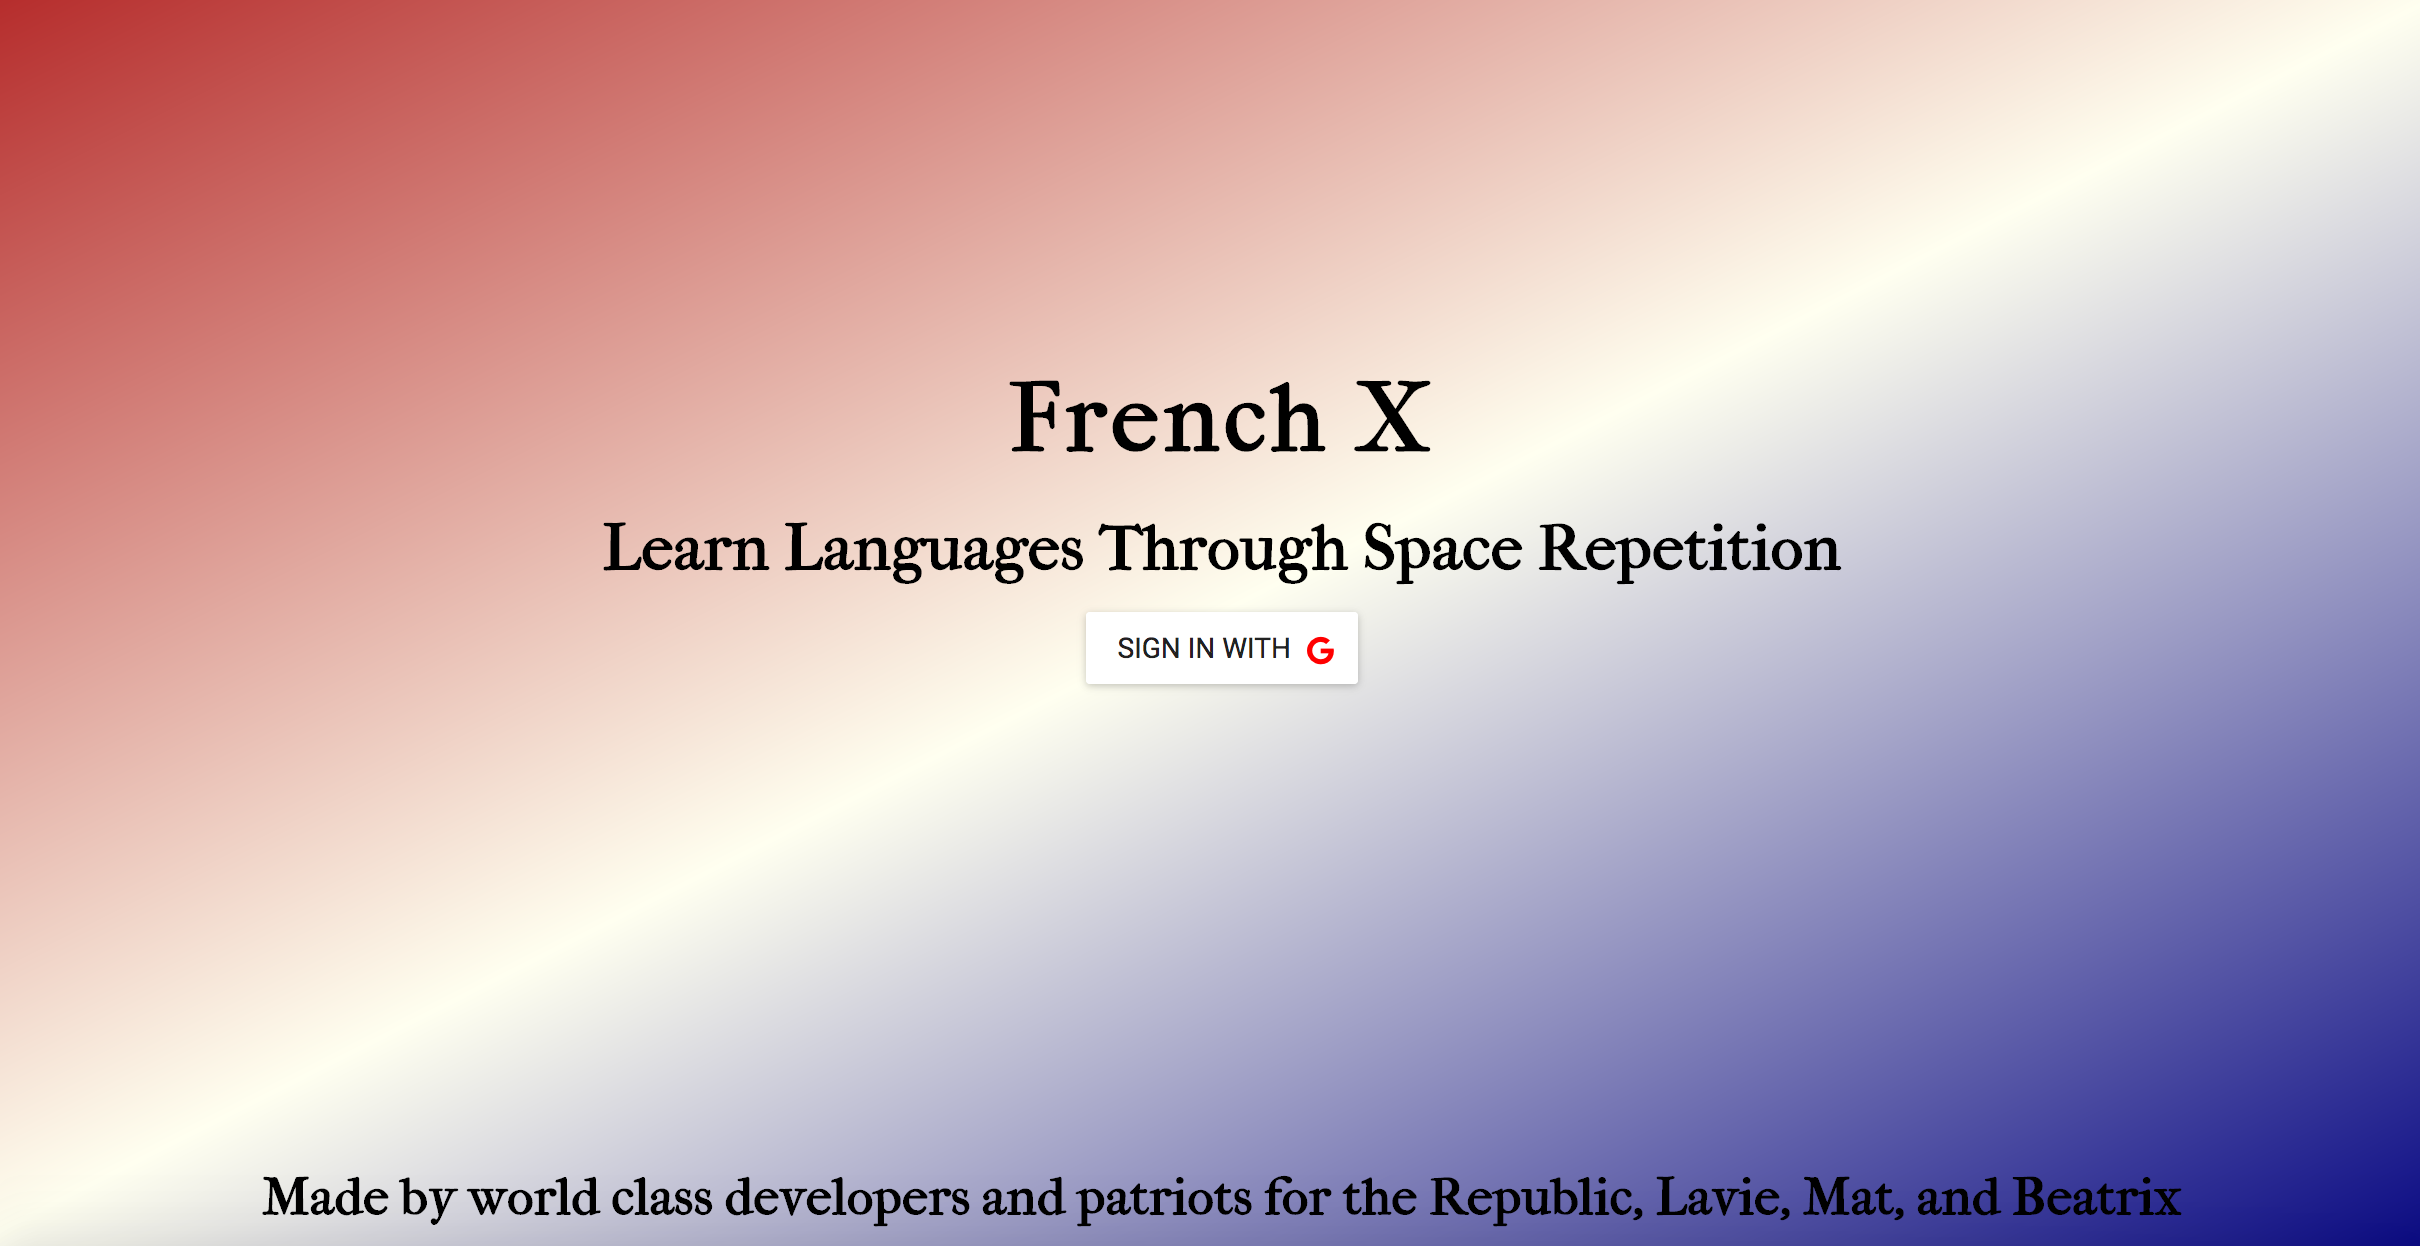 French X
Learn Languages Through Space Repetition
SIGN IN WITH G
Made by world class developers and patriots for the Republic, Lavie, Mat, and Beatrix